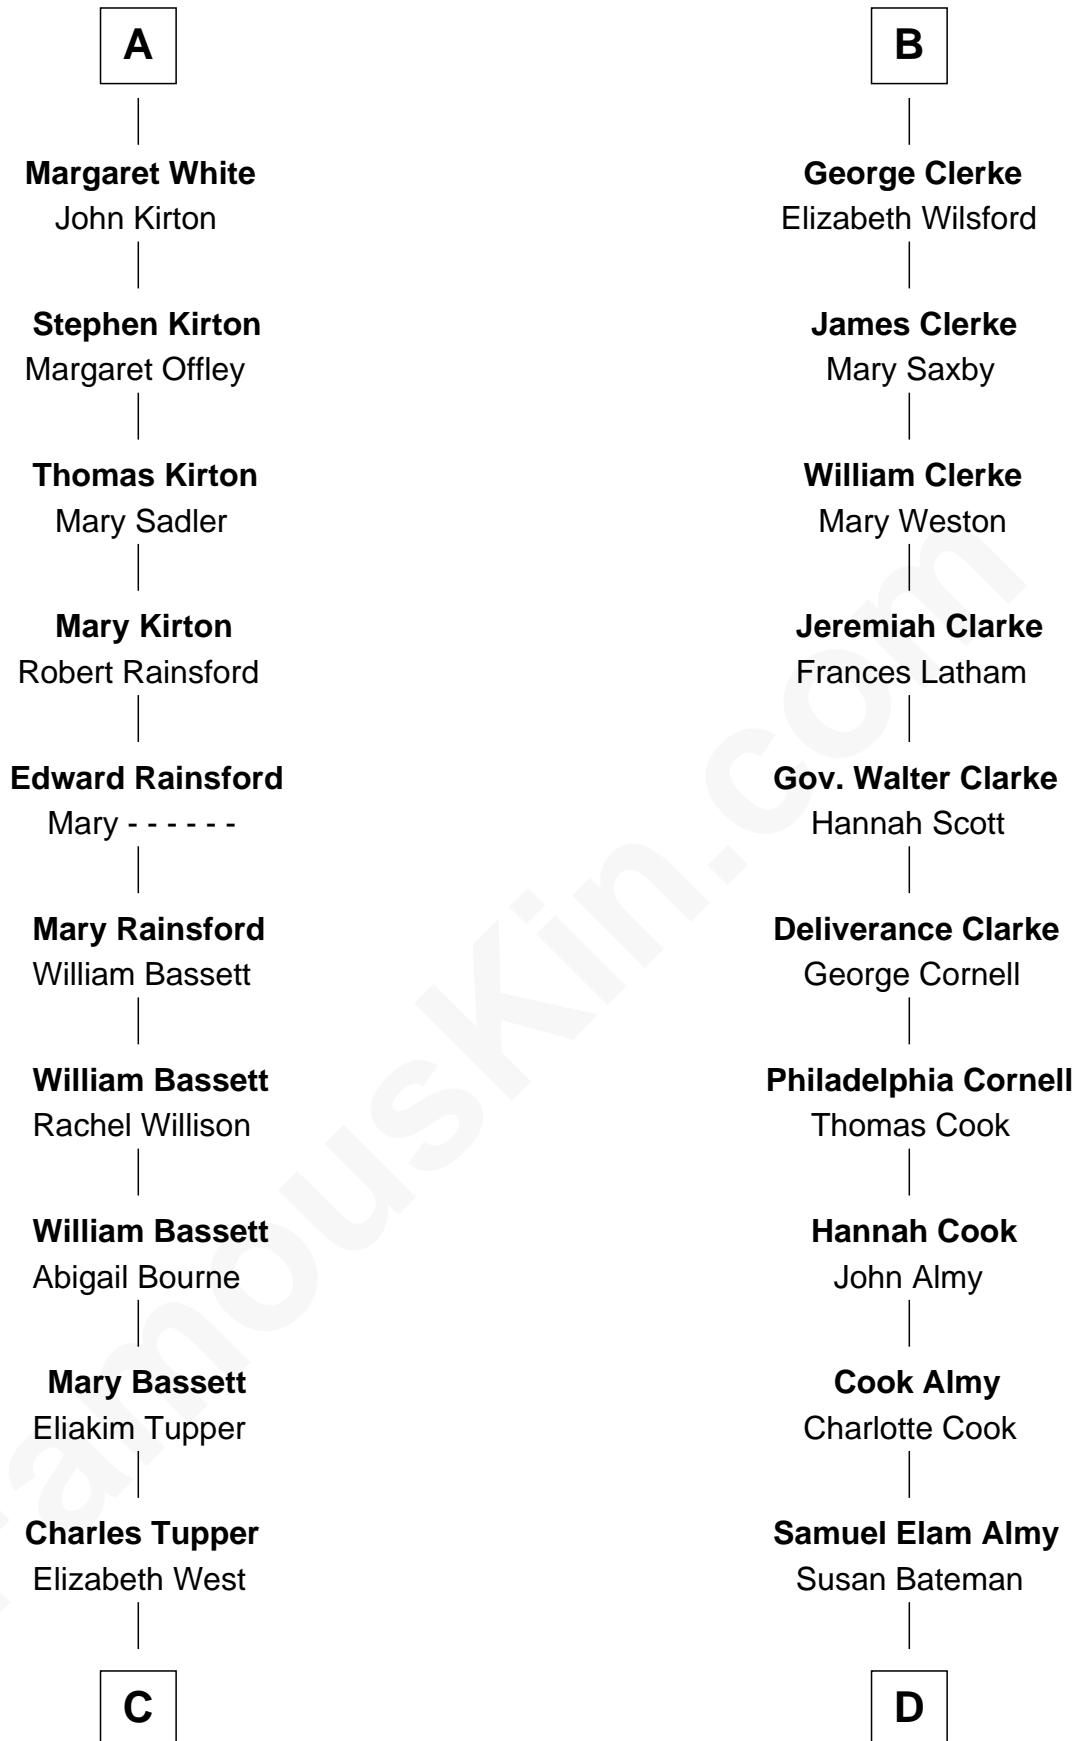 A
Margaret White
John Kirton
Stephen Kirton
Margaret Offley
Thomas Kirton
Mary Sadler
Mary Kirton
Robert Rainsford
Edward Rainsford
Mary - - - - - -
Mary Rainsford
William Bassett
William Bassett
Rachel Willison
William Bassett
Abigail Bourne
Mary Bassett
Eliakim Tupper
Charles Tupper
Elizabeth West
C
B
George Clerke
Elizabeth Wilsford
James Clerke
Mary Saxby
William Clerke
Mary Weston
Jeremiah Clarke
Frances Latham
Gov. Walter Clarke
Hannah Scott
Deliverance Clarke
George Cornell
Philadelphia Cornell
Thomas Cook
Hannah Cook
John Almy
Cook Almy
Charlotte Cook
Samuel Elam Almy
Susan Bateman
D
FamousKin.com